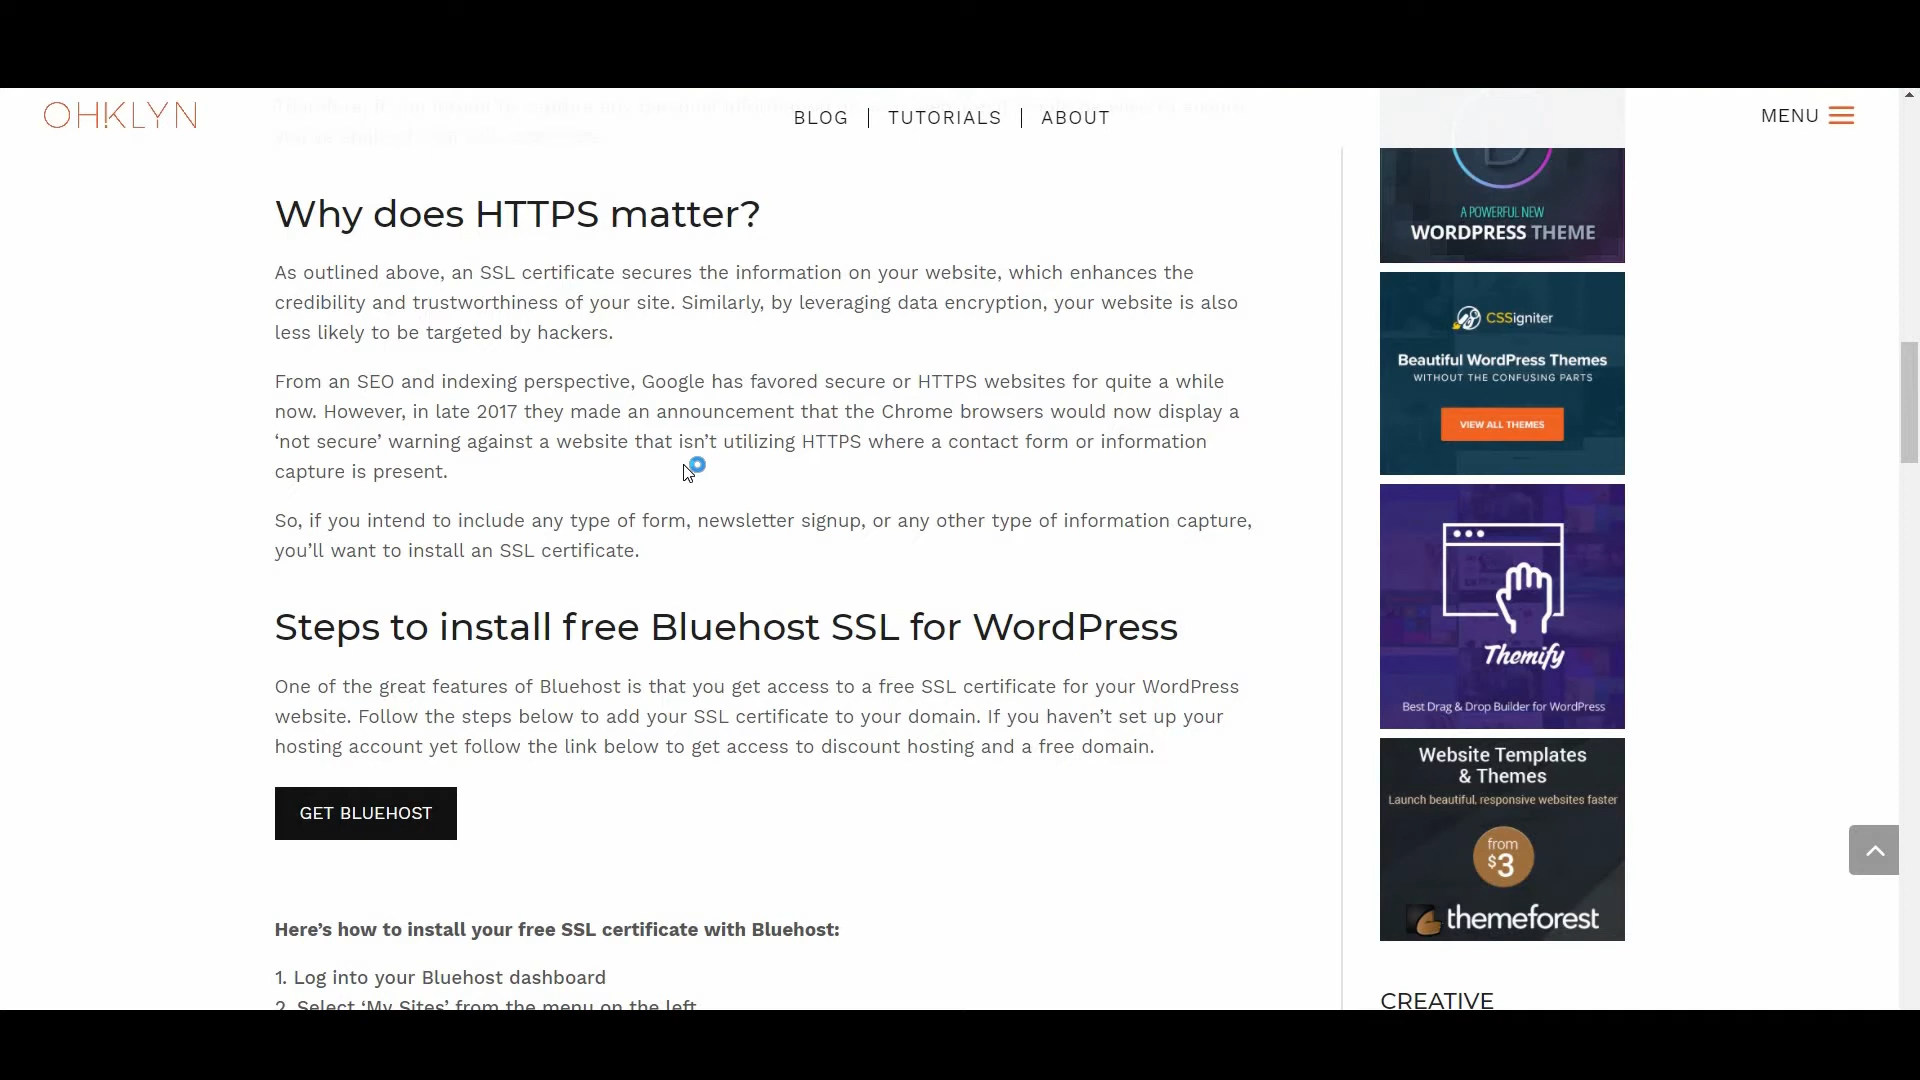 OHKLYN
BLOG | TUTORIALS | ABOUT
MENU
Why does HTTPS matter?
As outlined above, an SSL certificate secures the information on your website, which enhances the
credibility and trustworthiness of your site. Similarly, by leveraging data encryption, your website is also
less likely to be targeted by hackers.
From an SEO and indexing perspective, Google has favored secure or HTTPS websites for quite a while
now. However, in late 2017 they made an announcement that the Chrome browsers would now display a
‘not secure’ warning against a website that isn’t utilizing HTTPS where a contact form or information
capture is present.
So, if you intend to include any type of form, newsletter signup, or any other type of information capture,
you’ll want to install an SSL certificate.
Steps to install free Bluehost SSL for WordPress
One of the great features of Bluehost is that you get access to a free SSL certificate for your WordPress
website. Follow the steps below to add your SSL certificate to your domain. If you haven’t set up your
hosting account yet follow the link below to get access to discount hosting and a free domain.
GET BLUEHOST
Here’s how to install your free SSL certificate with Bluehost:
1. Log into your Bluehost dashboard
2. Select ‘My Sites’ from the menu on the left
A POWERFUL NEW
WORDPRESS THEME
CSSigniter
Beautiful WordPress Themes
WITHOUT THE CONFUSING PARTS
VIEW ALL THEMES
Themify
Best Drag & Drop Builder for WordPress
Website Templates
& Themes
Launch beautiful, responsive websites faster
from
$3
themeforest
CREATIVE